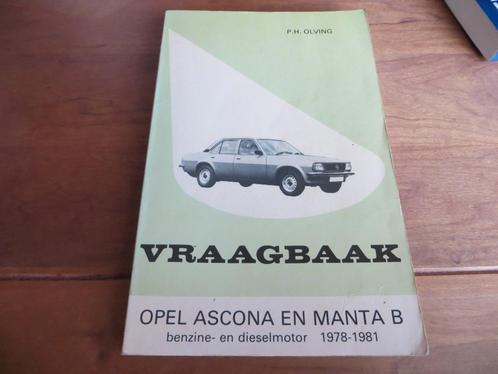 P.H. OLVING
VRAAGBAAK
OPEL ASCONA EN MANTA B
benzine- en dieselmotor 1978-1981